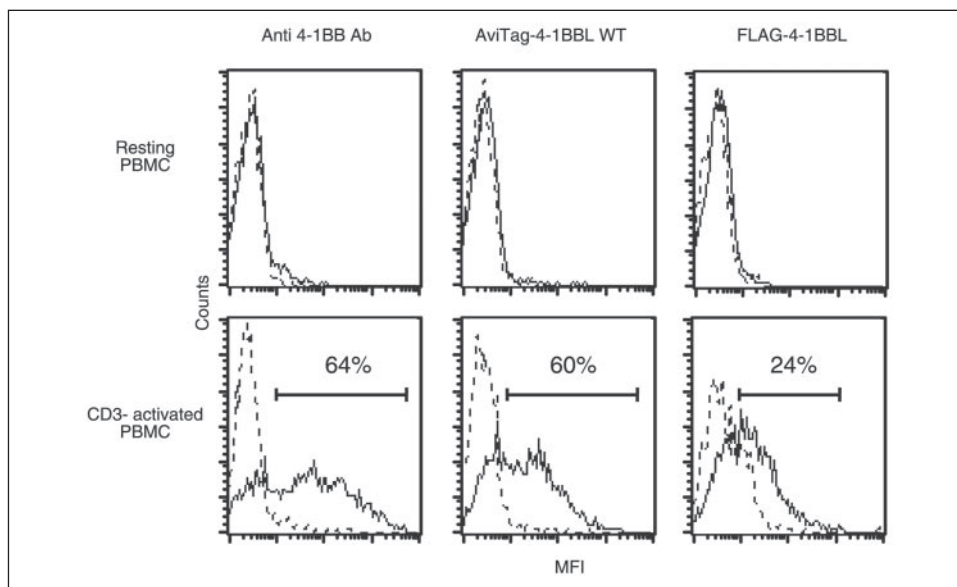 Anti 4-1BB Ab
AviTag-4-1BBL WT
FLAG-4-1BBL
Resting
PBMC
Counts
64%
60%
24%
CD3- activated
PBMC
MFI